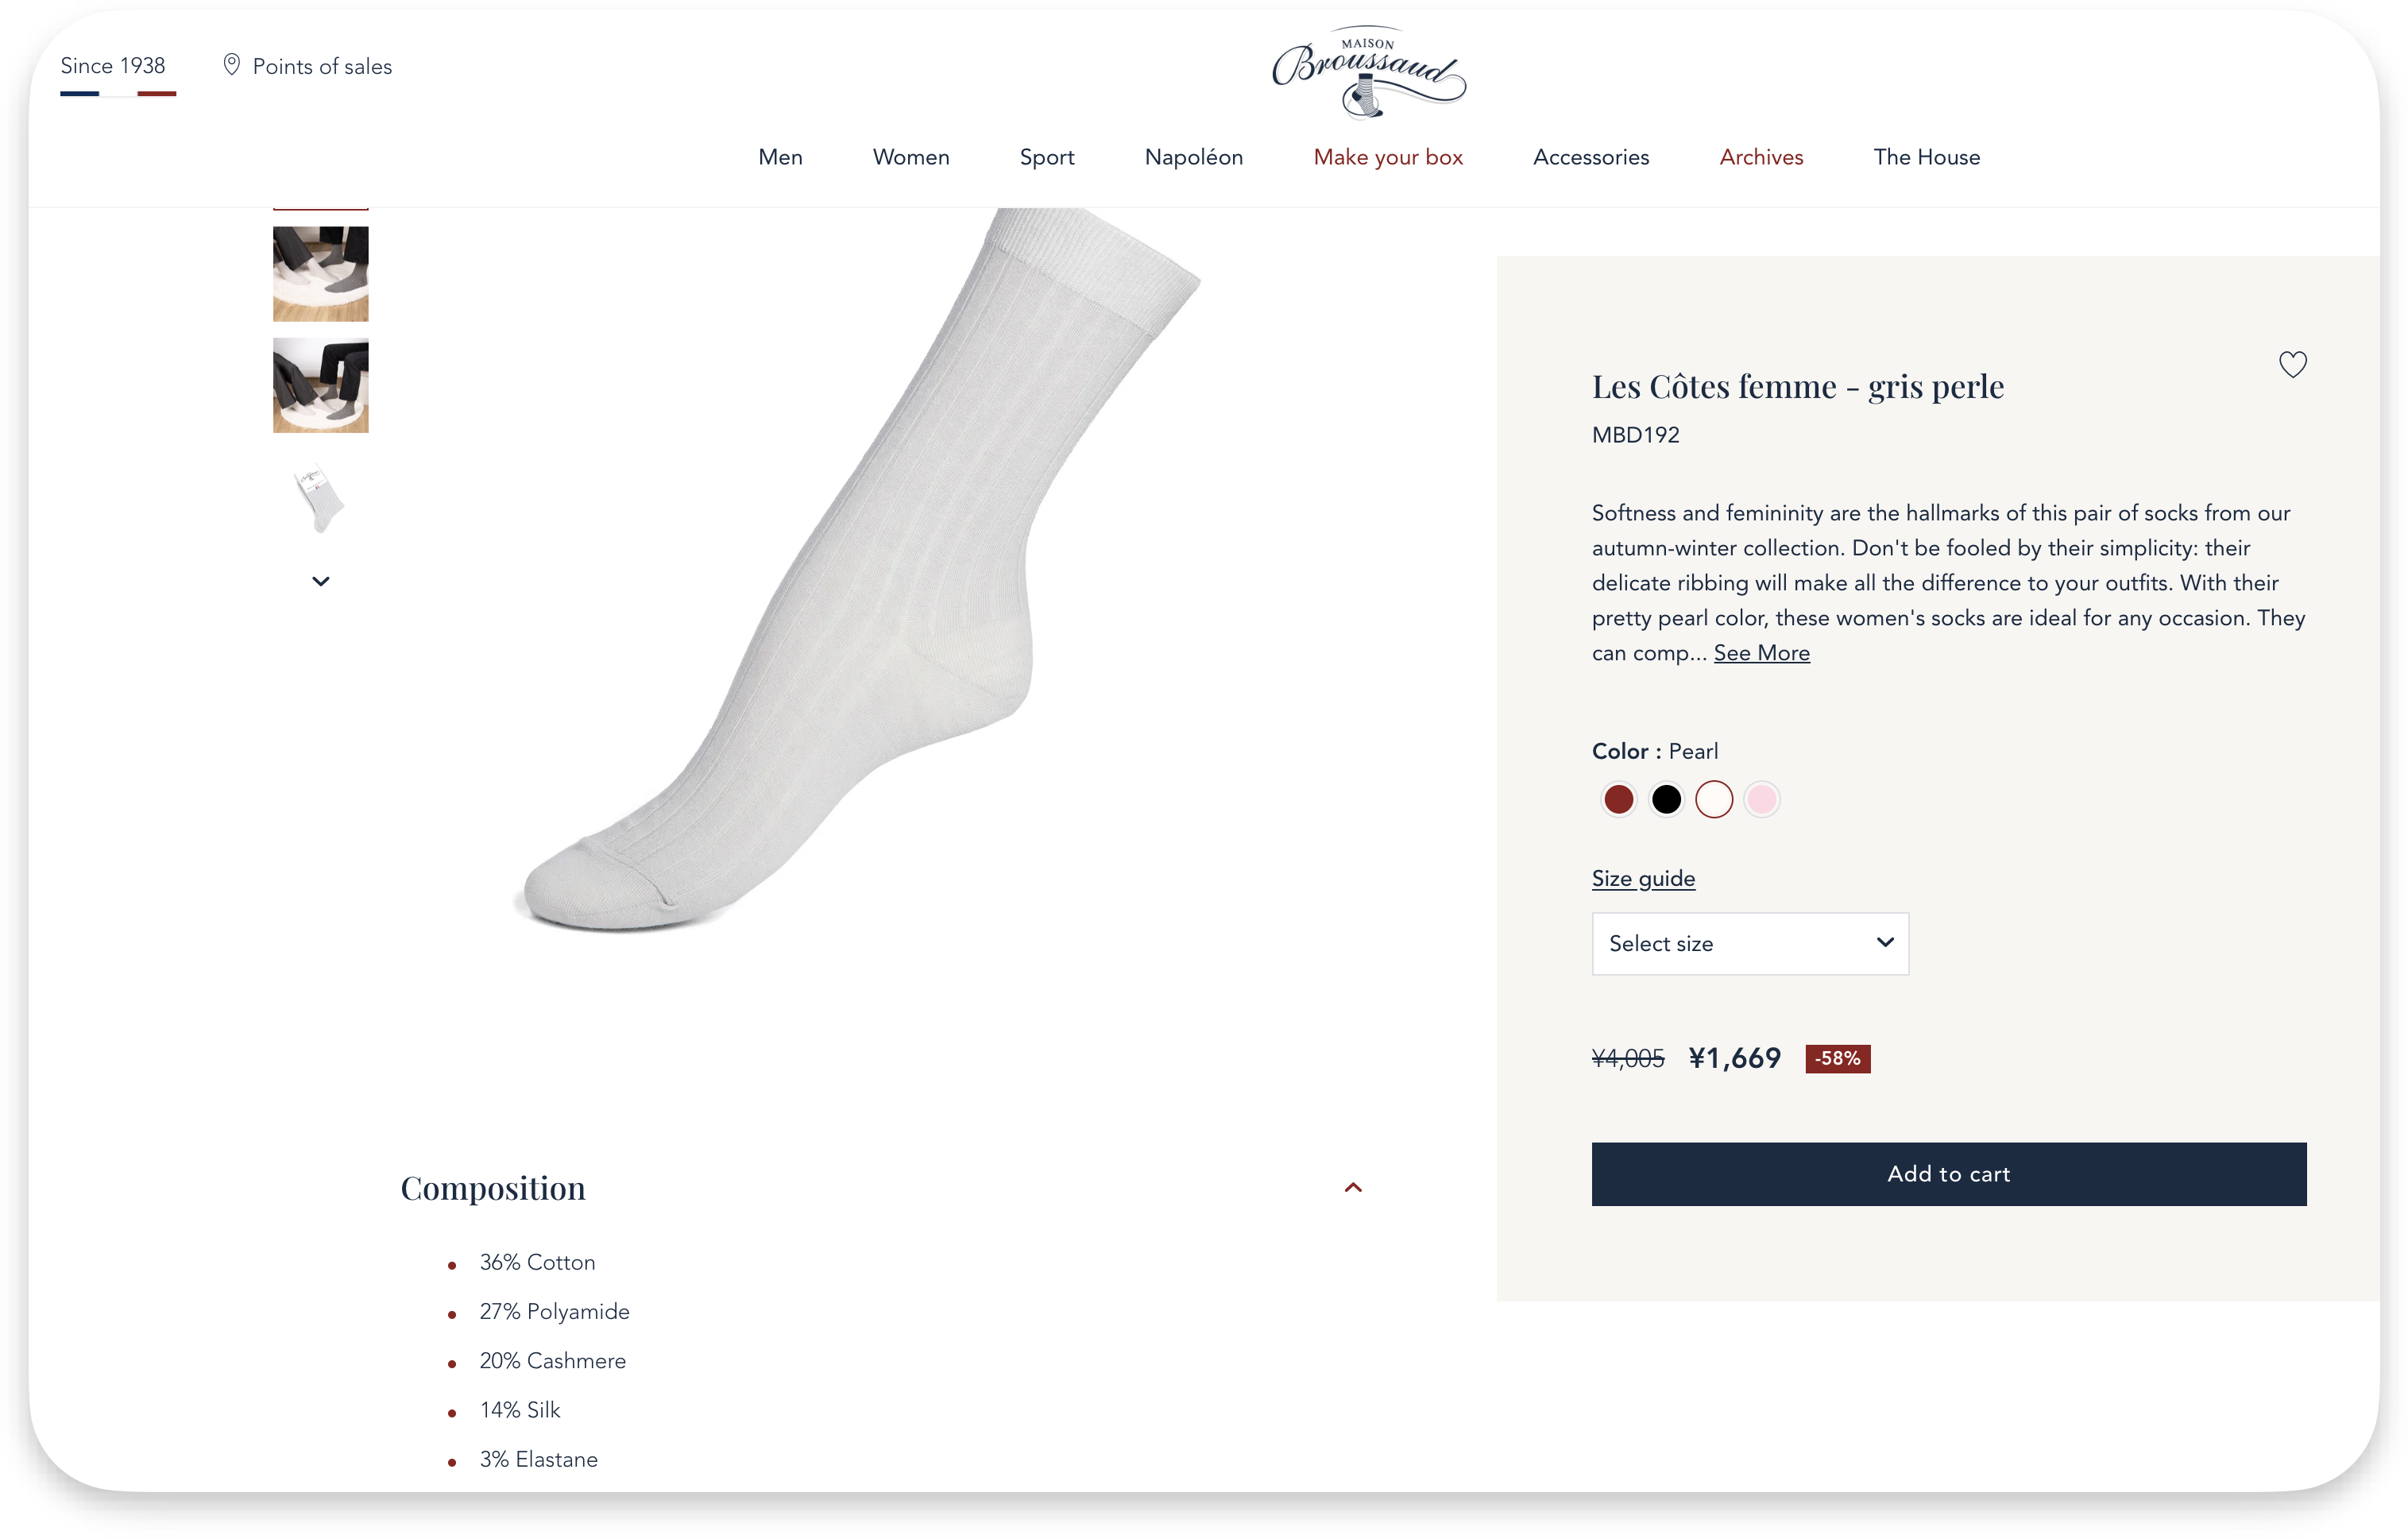 Since 1938
Points of sales
MAISON
Broussaud
Men
Women
Sport
Napoléon
Make your box
Accessories
Archives
The House
Les Côtes femme - gris perle
MBD192
Softness and femininity are the hallmarks of this pair of socks from our
autumn-winter collection. Don't be fooled by their simplicity: their
delicate ribbing will make all the difference to your outfits. With their
pretty pearl color, these women's socks are ideal for any occasion. They
can comp... See More
Color : Pearl
Size guide
Select size
¥4,005 ¥1,669 -58%
Add to cart
Composition
36% Cotton
27% Polyamide
20% Cashmere
14% Silk
3% Elastane